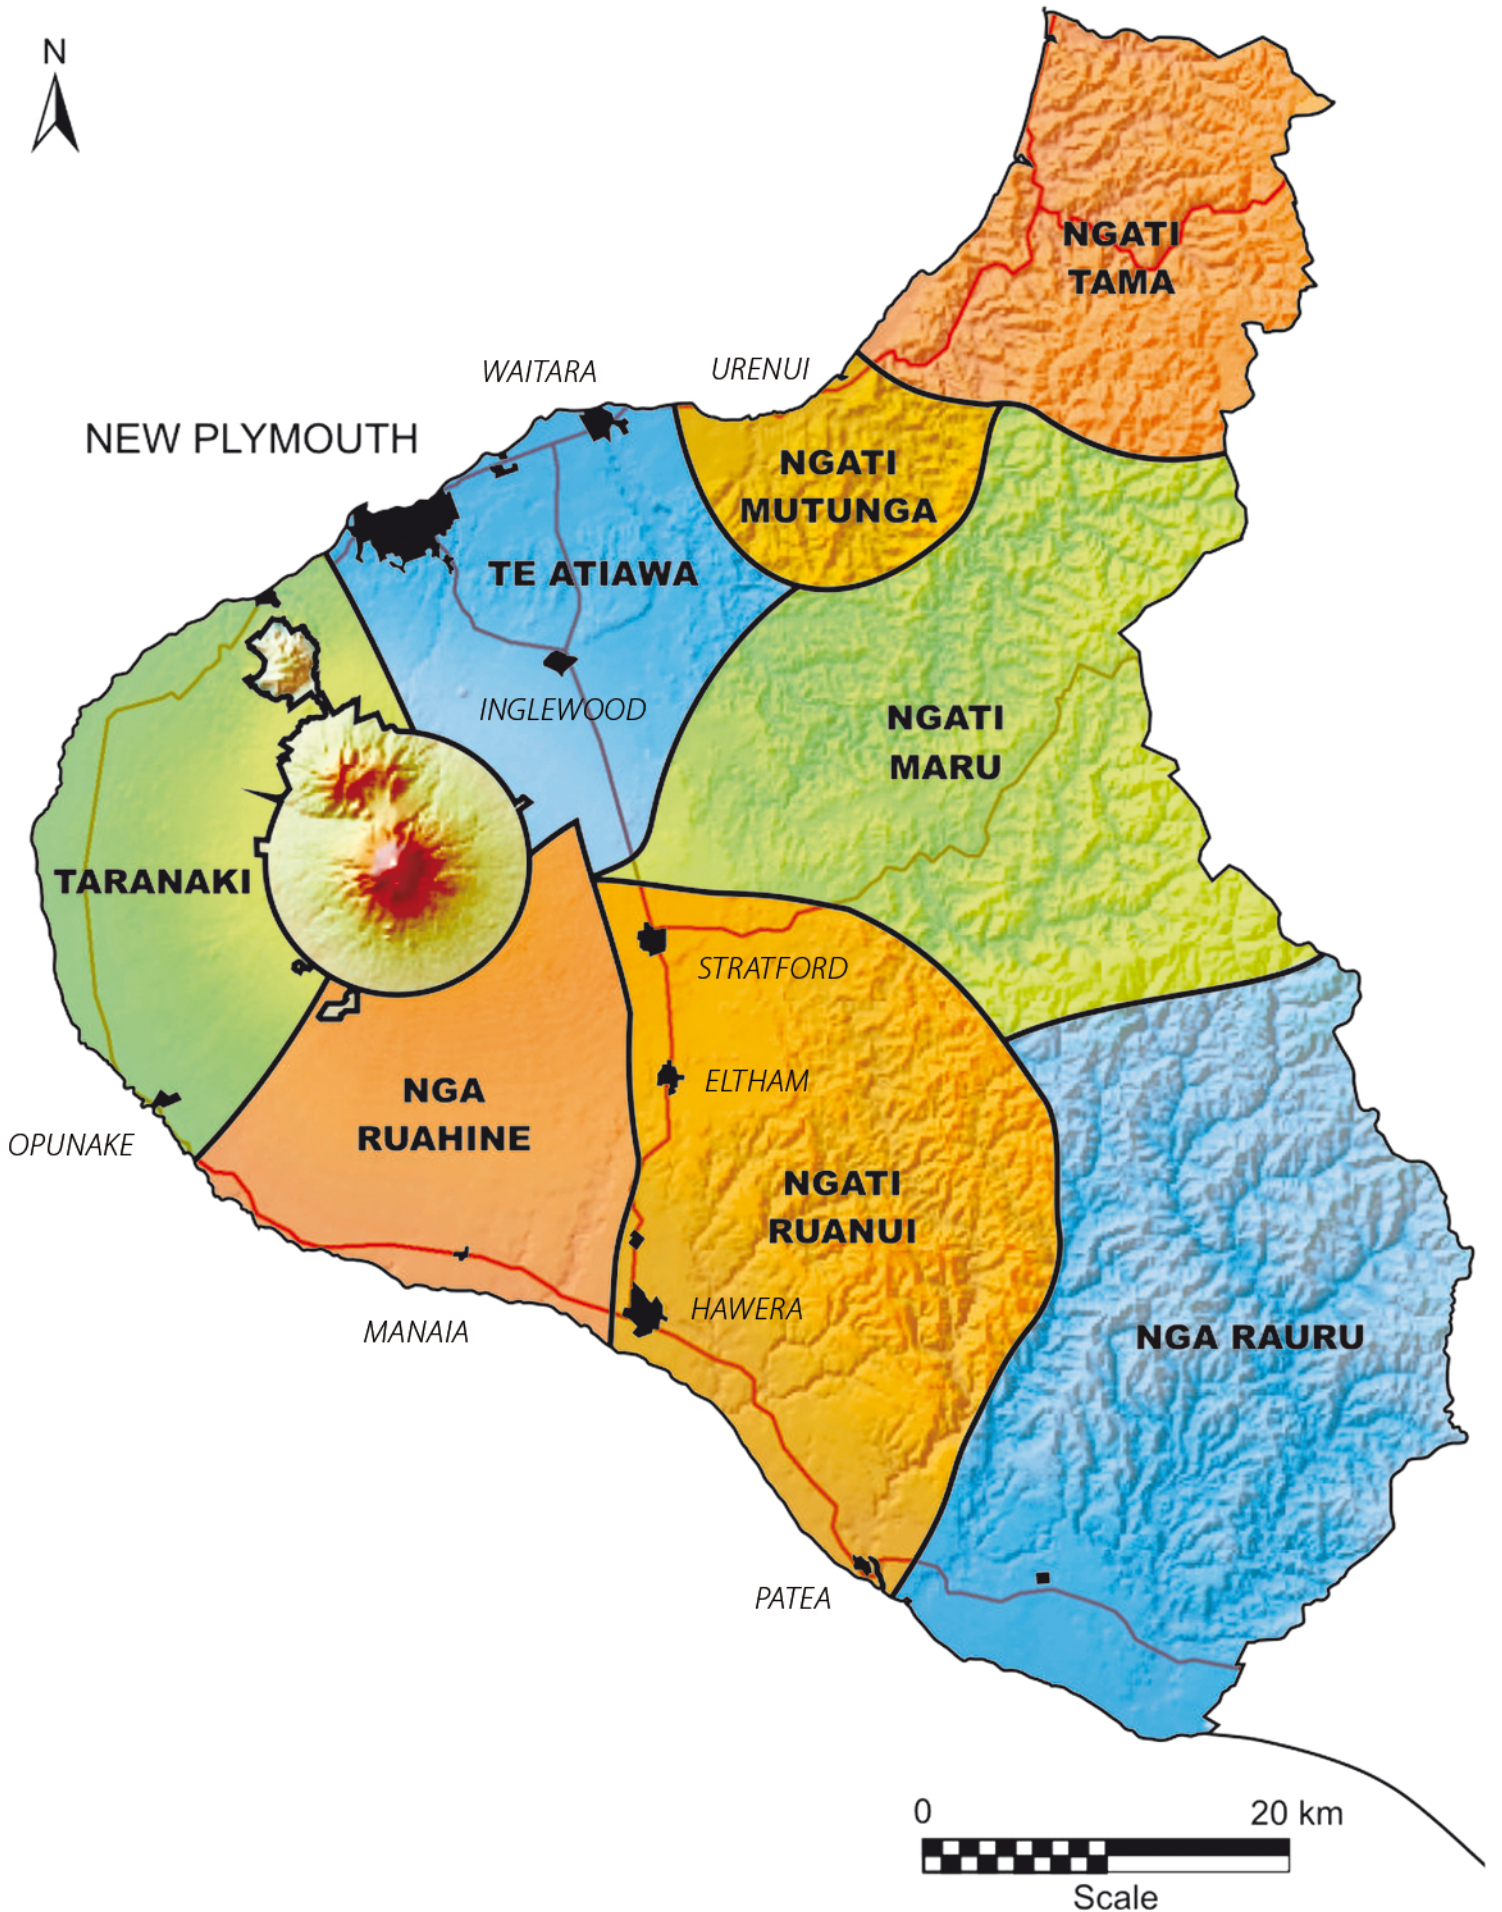 N
NGATI
TAMA
WAITARA
URENUI
NEW PLYMOUTH
NGATI
MUTUNGA
TE ATIAWA
INGLEWOOD
NGATI
MARU
TARANAKI
STRATFORD
ELTHAM
NGA
RUAHINE
OPUNAKE
NGATI
RUANUI
HAWERA
MANAIA
NGA RAURU
PATEA
0 20 km
Scale